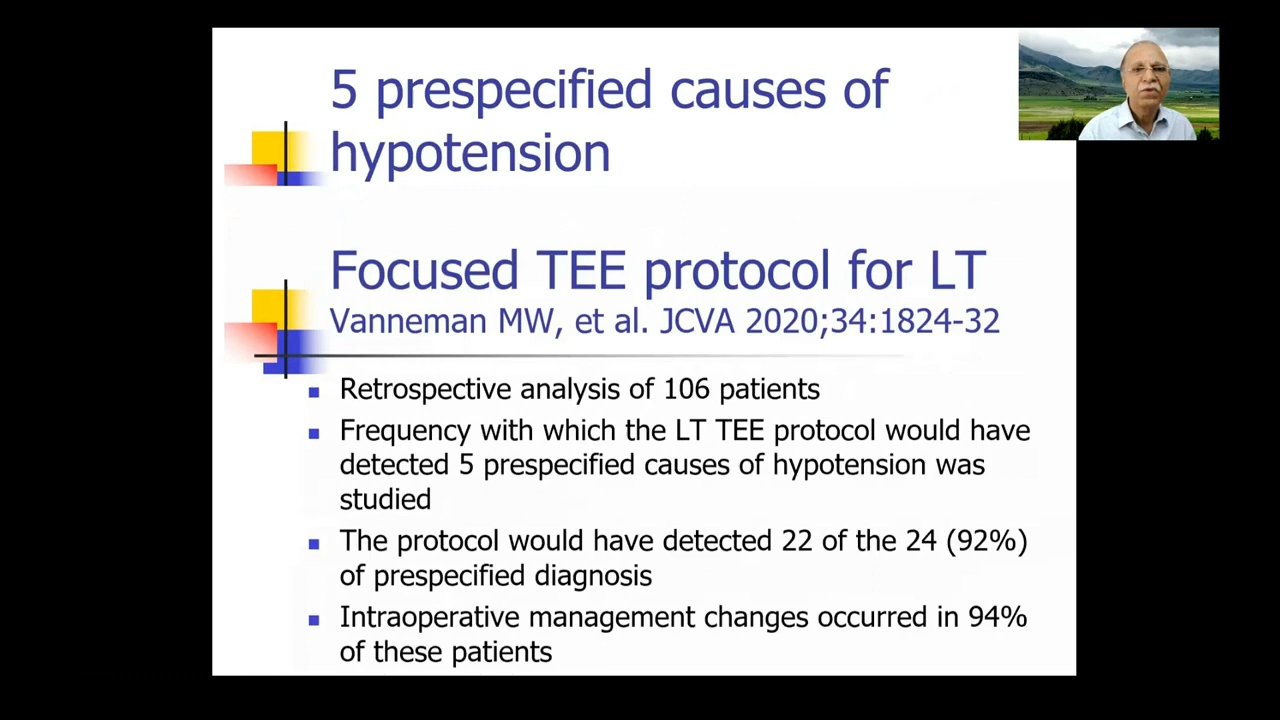 5 prespecified causes of
hypotension
Focused TEE protocol for LT
Vanneman MW, et al. JCVA 2020;34:1824-32
Retrospective analysis of 106 patients
Frequency with which the LT TEE protocol would have
detected 5 prespecified causes of hypotension was
studied
The protocol would have detected 22 of the 24 (92%)
of prespecified diagnosis
Intraoperative management changes occurred in 94%
of these patients